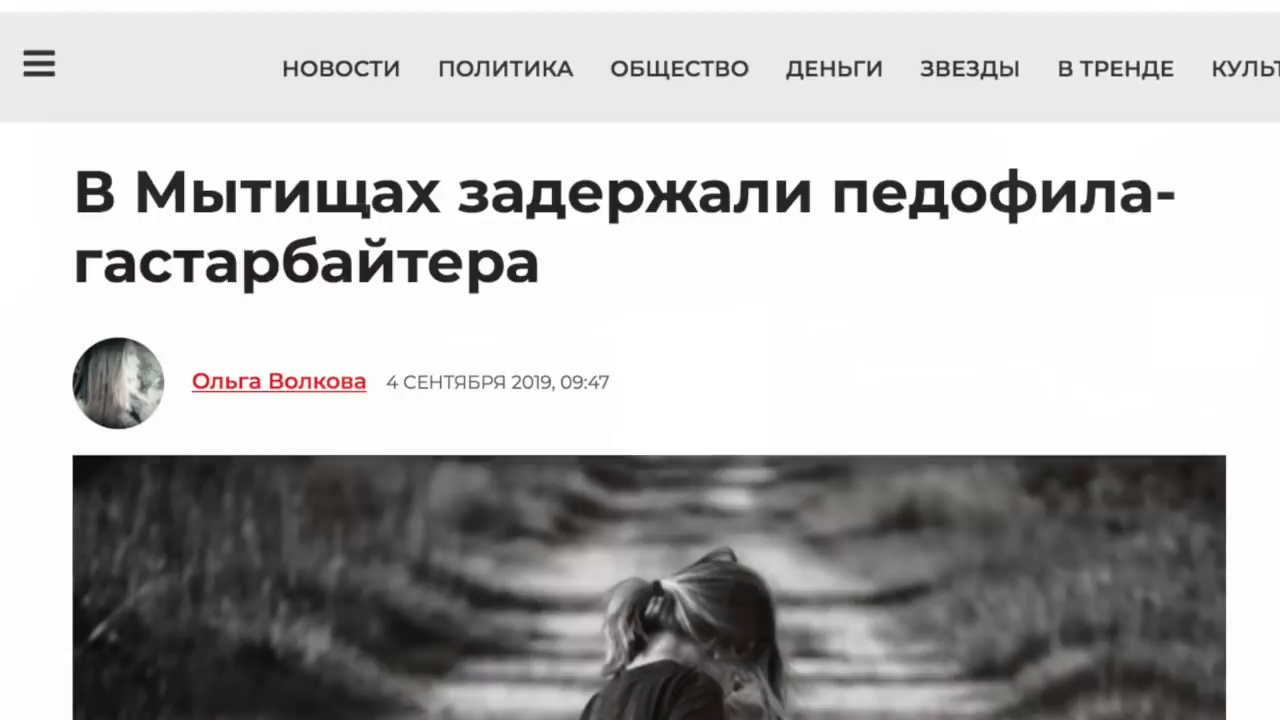 НОВОСТИ ПОЛИТИКА ОБЩЕСТВО ДЕНЬГИ ЗВЕЗДЫ В ТРЕНДЕ
В Мытищах задержали педофила-
гастарбайтера
Ольга Волкова 4 СЕНТЯБРЯ 2019, 09:47